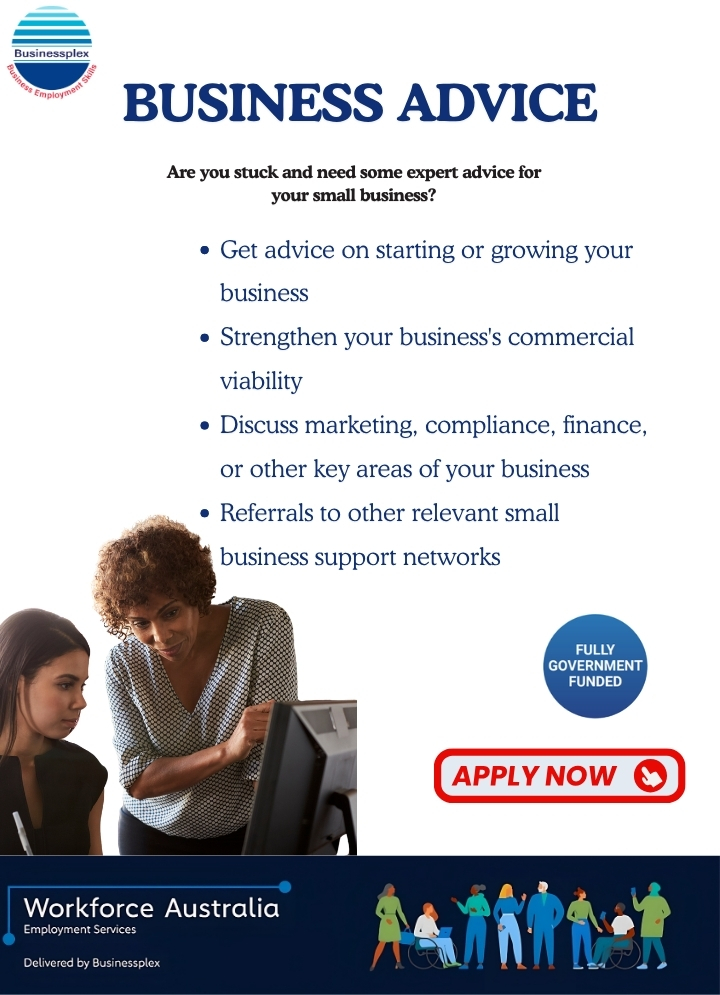 Businessplex
Business Employment Skills
BUSINESS ADVICE
Are you stuck and need some expert advice for
your small business?
• Get advice on starting or growing your
business
• Strengthen your business's commercial
viability
• Discuss marketing, compliance, finance,
or other key areas of your business
• Referrals to other relevant small
business support networks
FULLY
GOVERNMENT
FUNDED
APPLY NOW
Workforce Australia
Employment Services
Delivered by Businessplex